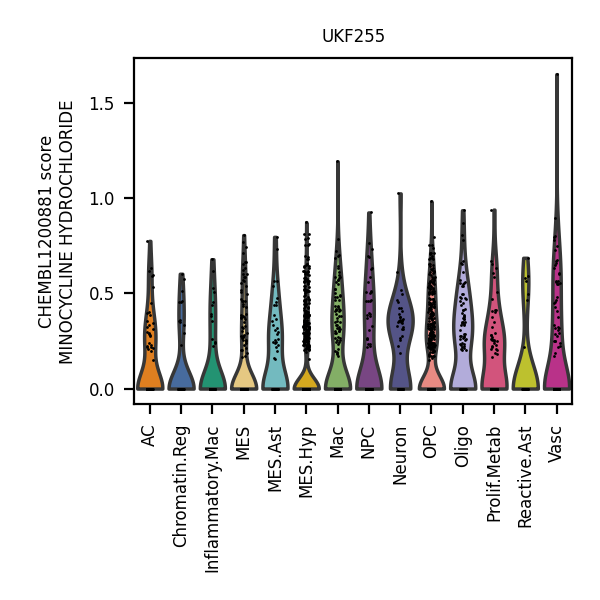 UKF255
CHEMBL1200881 score
MINOCYCLINE HYDROCHLORIDE
1.5
1.0
0.5
0.0
AC
Chromatin.Reg
Inflammatory.Mac
MES
MES.Ast
MES.Hyp
Mac
NPC
Neuron
OPC
Oligo
Prolif.Metab
Reactive.Ast
Vasc